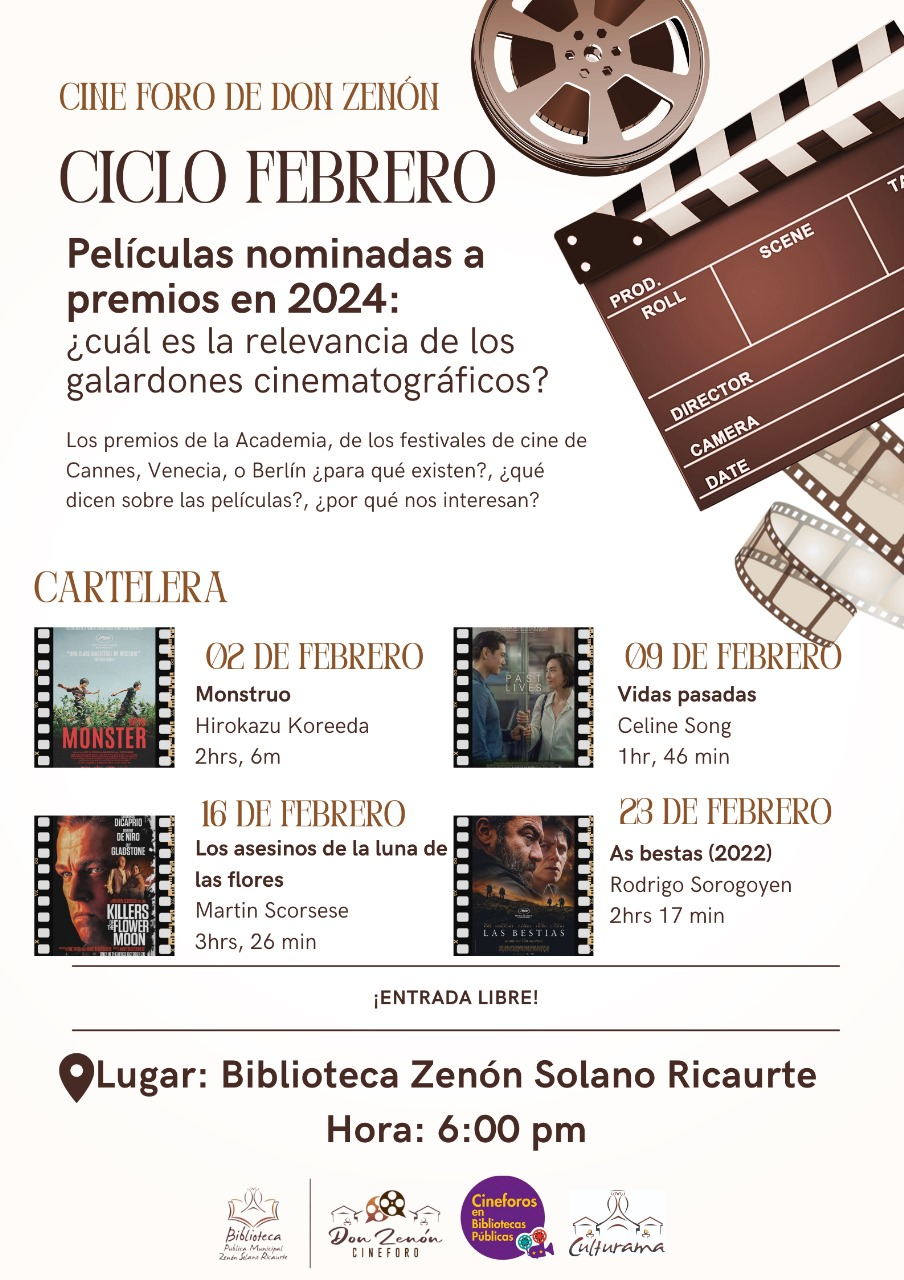 CINE FORO DE DON ZENÓN
CICLO FEBRERO
Películas nominadas a
premios en 2024:
¿cuál es la relevancia de los
galardones cinematográficos?
Los premios de la Academia, de los festivales de cine de
Cannes, Venecia, o Berlín ¿para qué existen?, ¿qué
dicen sobre las películas?, ¿por qué nos interesan?
PROD.
ROLL
SCENE
TA
DIRECTOR
CAMERA
DATE
CARTELERA
MONSTER
02 DE FEBRERO
Monstruo
Hirokazu Koreeda
2hrs, 6m
PAST
LIVES
09 DE FEBRERO
Vidas pasadas
Celine Song
1hr, 46 min
DICAPRIO
DE NIRO
GLADSTONE
KILLERS
OF THE FLOWER
MOON
16 DE FEBRERO
Los asesinos de la luna de
las flores
Martin Scorsese
3hrs, 26 min
LAS BESTIAS
23 DE FEBRERO
As bestas (2022)
Rodrigo Sorogoyen
2hrs 17 min
¡ENTRADA LIBRE!
Lugar: Biblioteca Zenón Solano Ricaurte
Hora: 6:00 pm
Biblioteca
Pública Municipal
Zenón Solano Ricaurte
Don Zenón
CINEFORO
Cineforos
en
Bibliotecas
Públicas
Culturama